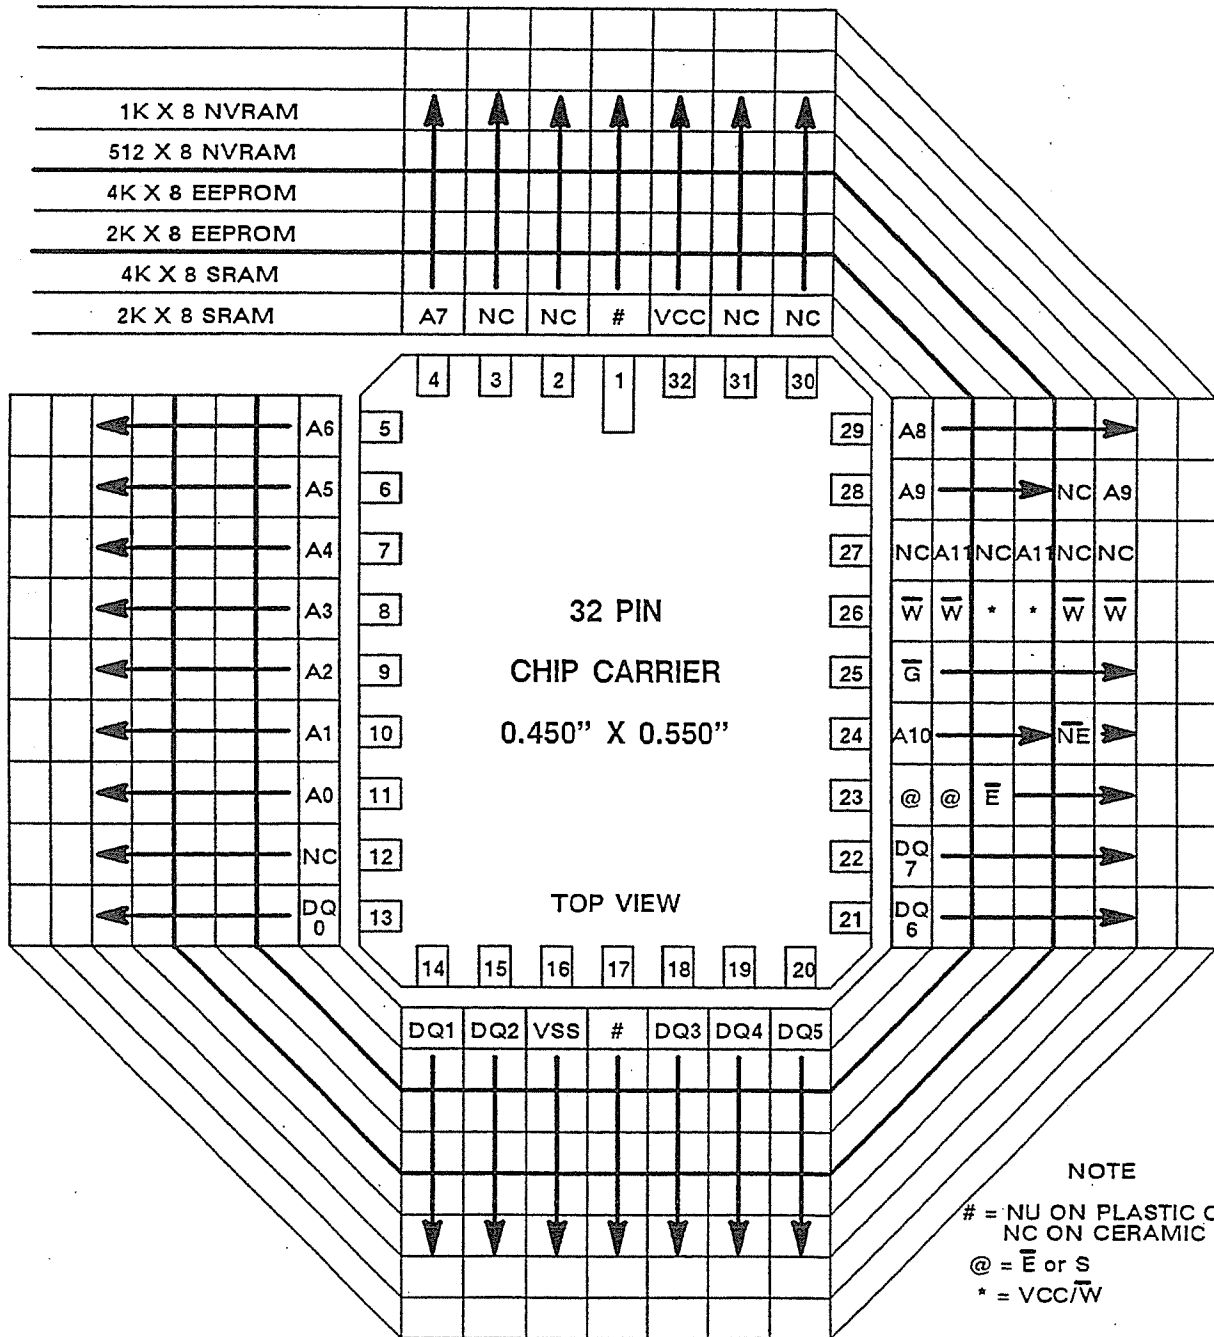 1K X 8 NVRAM
512 X 8 NVRAM
4K X 8 EEPROM
2K X 8 EEPROM
4K X 8 SRAM
2K X 8 SRAM A7 NC NC # VCC NC NC
4 3 2 1 32 31 30
A6 5 29 A8
A5 6 28 A9 NC A9
A4 7 27 NC A11 NC A11 NC NC
A3 8 32 PIN 26 W̅ W̅ * * W̅ W̅
A2 9 CHIP CARRIER 25 G̅
A1 10 0.450" X 0.550" 24 A10 N̅E̅
A0 11 23 @ @ E̅
NC 12 22 DQ 7
DQ 0 13 TOP VIEW 21 DQ 6
14 15 16 17 18 19 20
DQ1 DQ2 VSS # DQ3 DQ4 DQ5
NOTE
# = NU ON PLASTIC
NC ON CERAMIC
@ = E̅ or S
* = VCC/W̅